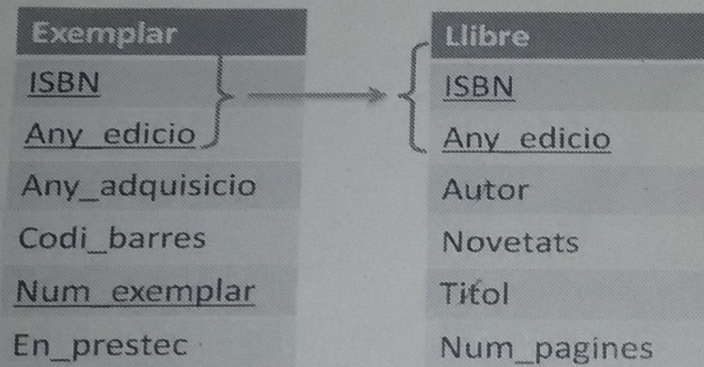 Exemplar
ISBN
Any_edicio
Any_adquisicio
Codi_barres
Num_exemplar
En_prestec
Llibre
ISBN
Any_edicio
Autor
Novetats
Titol
Num_pagines